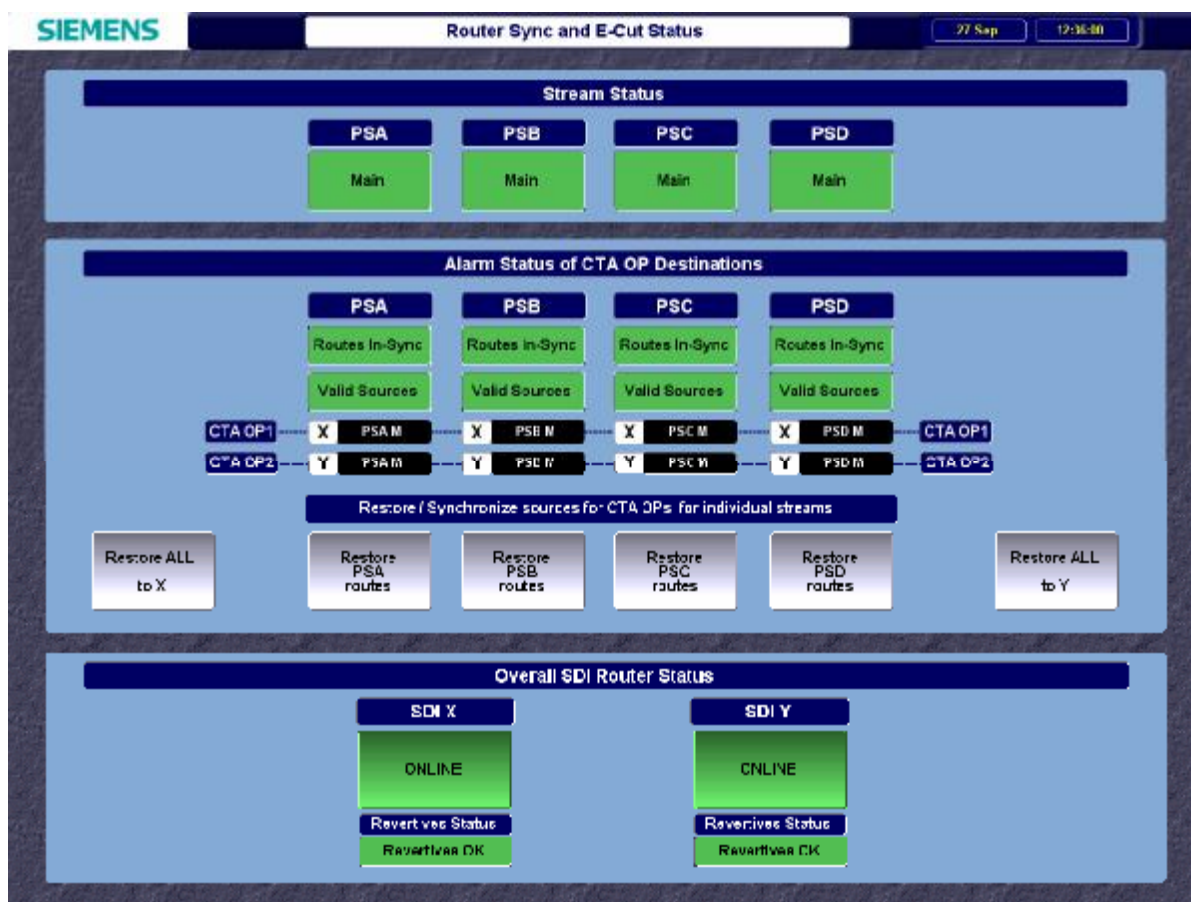 SIEMENS
Router Sync and E-Cut Status
27 Sep 12:36:00
Stream Status
PSA PSB PSC PSD
Main Main Main Main
Alarm Status of CTA OP Destinations
PSA PSB PSC PSD
Routes In-Sync Routes In-Sync Routes In-Sync Routes In-Sync
Valid Sources Valid Sources Valid Sources Valid Sources
CTA OP1 X PSA M X PSB M X PSC M X PSD M CTA OP1
CTA OP2 Y PSA M Y PSB M Y PSC M Y PSD M CTA OP2
Restore / Synchronize sources for CTA OPs for individual streams
Restore ALL
to X
Restore
PSA
routes
Restore
PSB
routes
Restore
PSC
routes
Restore
PSD
routes
Restore ALL
to Y
Overall SDI Router Status
SDI X SDI Y
ONLINE ONLINE
Revertives Status Revertives Status
Revertives OK Revertives OK